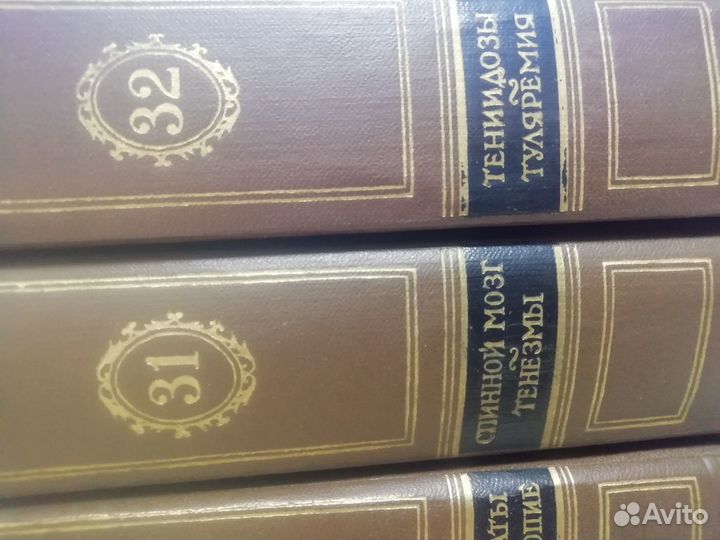 32
ТЕНИИДОЗЫ
~
ТУЛЯРЕМИЯ
31
СПИННОЙ МОЗГ
~
ТЕНЕЗМЫ
Avito